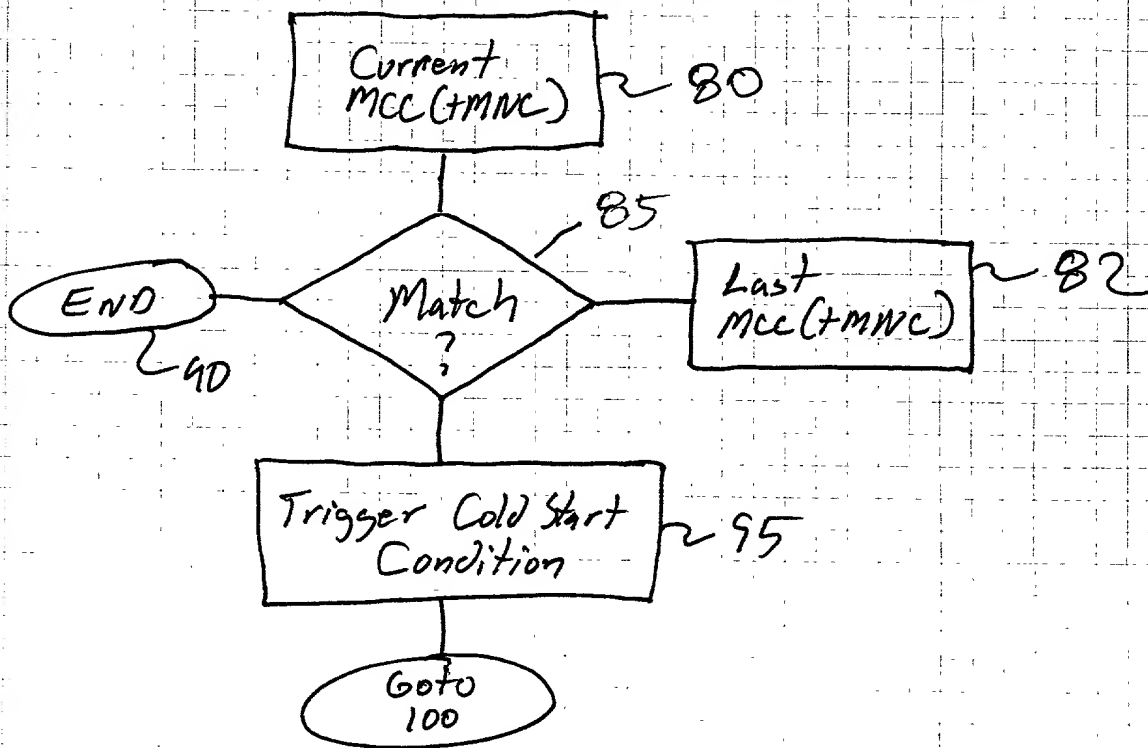 Current
MCC(+MNC)
80
85
END
Match
?
Last
MCC(+MNC)
82
90
Trigger Cold Start
Condition
95
Goto
100